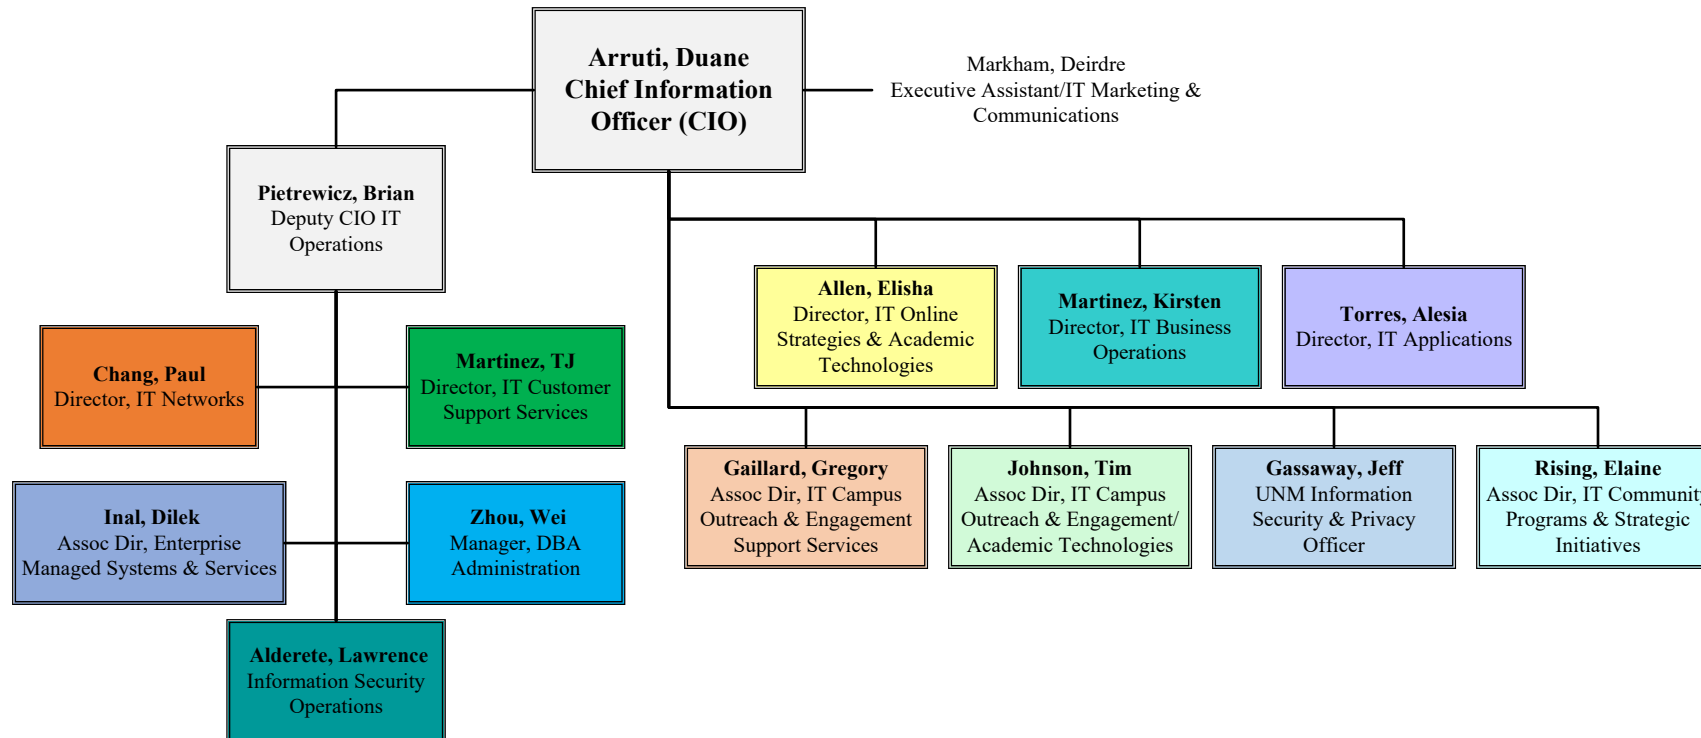 Arruti, Duane
Chief Information
Officer (CIO)
Markham, Deirdre
Executive Assistant/IT Marketing &
Communications
Pietrewicz, Brian
Deputy CIO IT
Operations
Allen, Elisha
Director, IT Online
Strategies & Academic
Technologies
Martinez, Kirsten
Director, IT Business
Operations
Torres, Alesia
Director, IT Applications
Chang, Paul
Director, IT Networks
Martinez, TJ
Director, IT Customer
Support Services
Gaillard, Gregory
Assoc Dir, IT Campus
Outreach & Engagement
Support Services
Johnson, Tim
Assoc Dir, IT Campus
Outreach & Engagement/
Academic Technologies
Gassaway, Jeff
UNM Information
Security & Privacy
Officer
Rising, Elaine
Assoc Dir, IT Community
Programs & Strategic
Initiatives
Inal, Dilek
Assoc Dir, Enterprise
Managed Systems & Services
Zhou, Wei
Manager, DBA
Administration
Alderete, Lawrence
Information Security
Operations